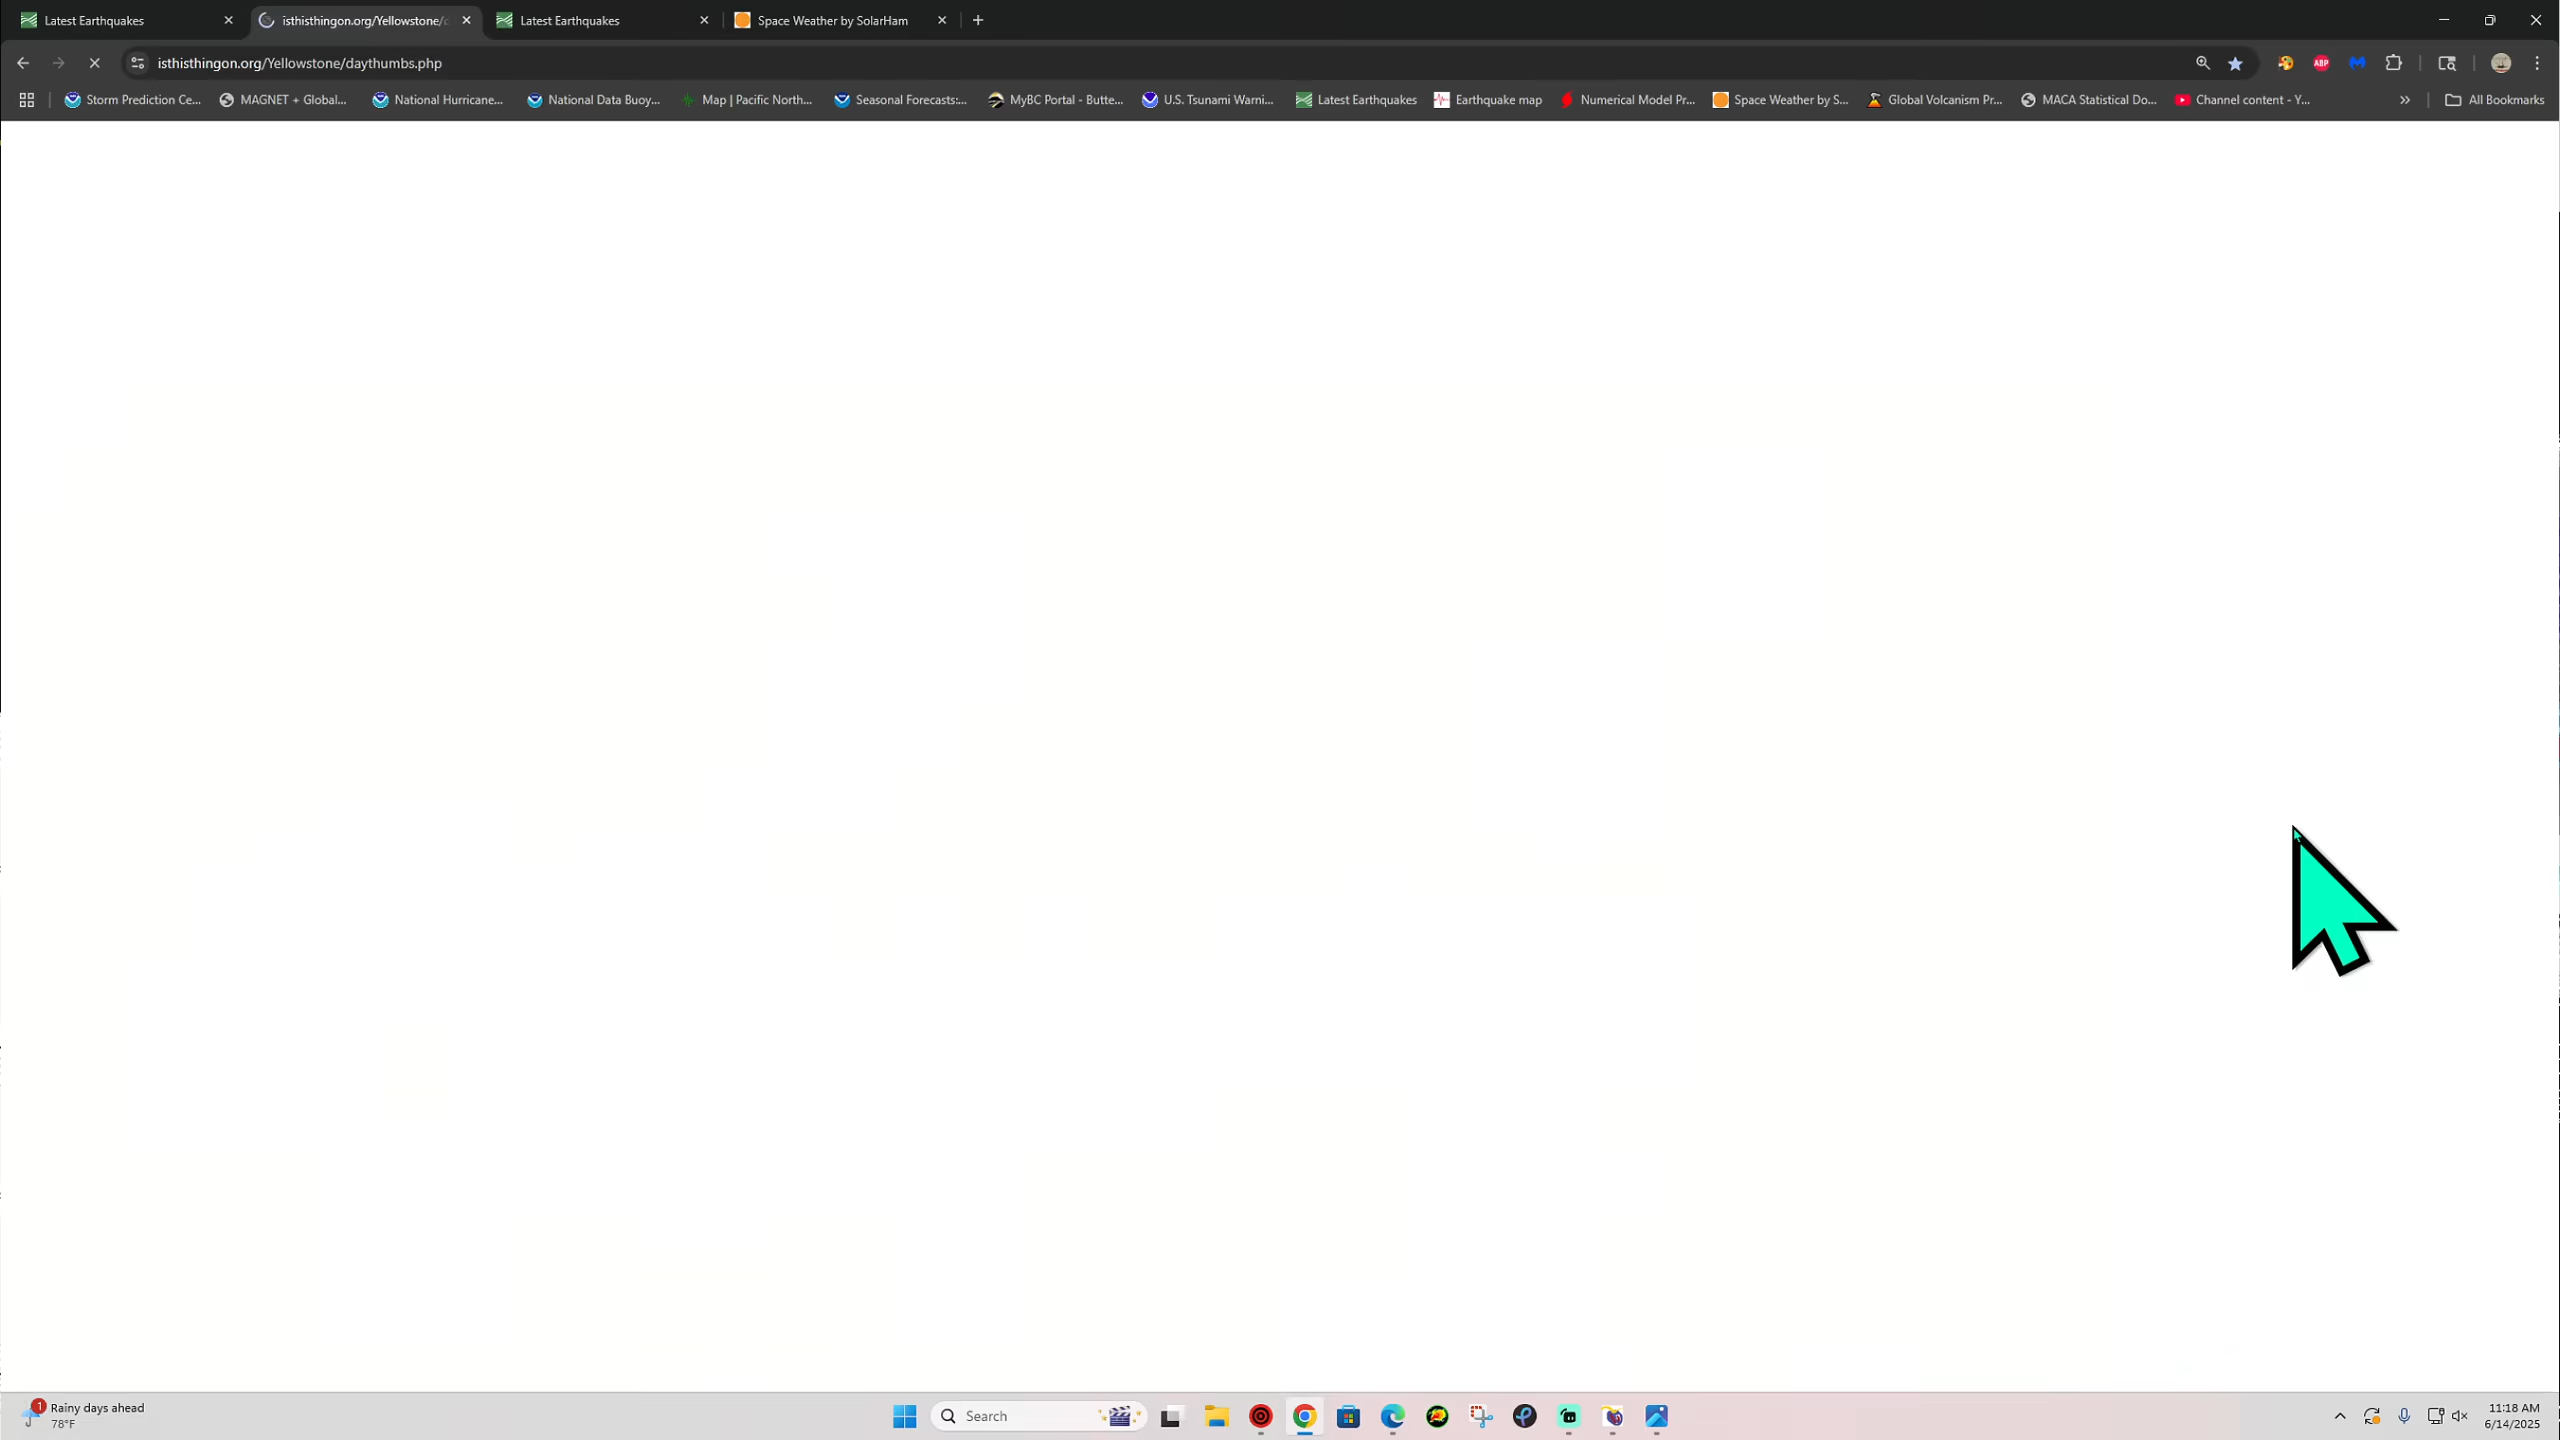 Latest Earthquakes
isthisthingon.org/Yellowstone/d
Latest Earthquakes
Space Weather by SolarHam
isthisthingon.org/Yellowstone/daythumbs.php
ABP
Storm Prediction Ce...
MAGNET + Global...
National Hurricane...
National Data Buoy...
Map | Pacific North...
Seasonal Forecasts:...
MyBC Portal - Butte...
U.S. Tsunami Warni...
Latest Earthquakes
Earthquake map
Numerical Model Pr...
Space Weather by S...
Global Volcanism Pr...
MACA Statistical Do...
Channel content - Y...
All Bookmarks
1
Rainy days ahead
78°F
Search
11:18 AM
6/14/2025